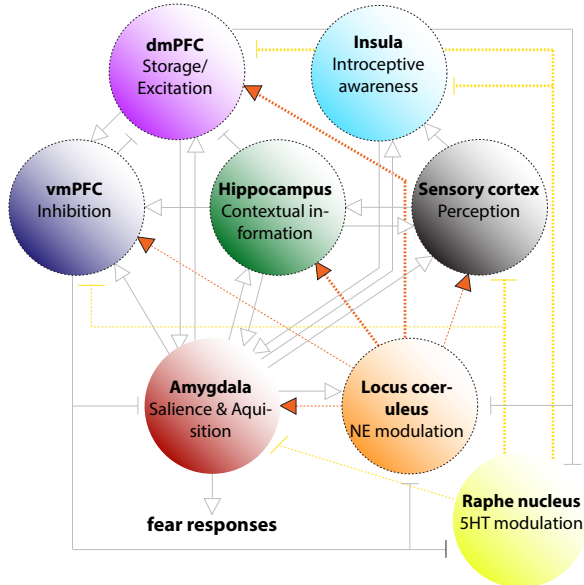 dmPFC
Storage/
Excitation
Insula
Introceptive
awareness
vmPFC
Inhibition
Hippocampus
Contextual in-
formation
Sensory cortex
Perception
Amygdala
Salience & Aqui-
sition
Locus coer-
uleus
NE modulation
Raphe nucleus
5HT modulation
fear responses